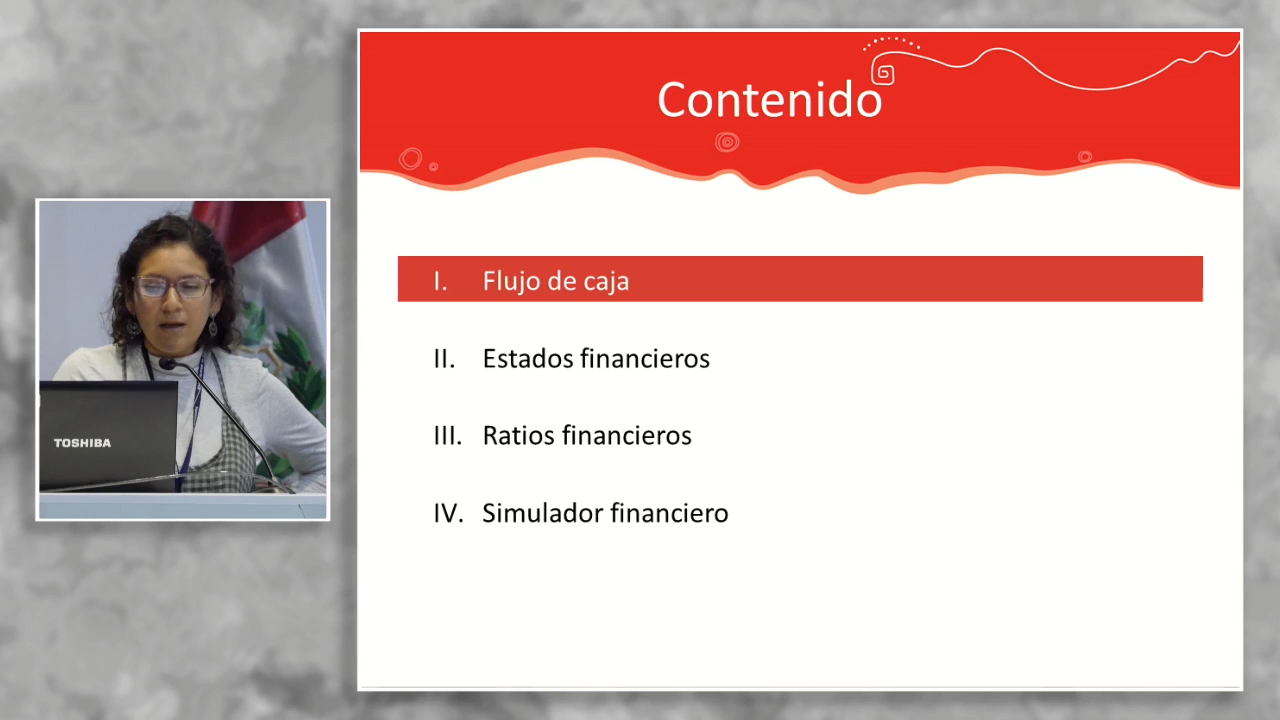 Contenido
I. Flujo de caja
II. Estados financieros
III. Ratios financieros
IV. Simulador financiero
TOSHIBA